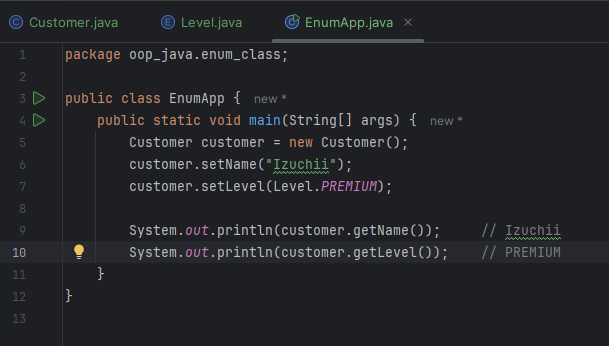 Customer.java Level.java EnumApp.java
1 package oop_java.enum_class;
2
3 public class EnumApp { new *
4 public static void main(String[] args) { new *
5 Customer customer = new Customer();
6 customer.setName("Izuchii");
7 customer.setLevel(Level.PREMIUM);
8
9 System.out.println(customer.getName()); // Izuchii
10 System.out.println(customer.getLevel()); // PREMIUM
11 }
12 }
13